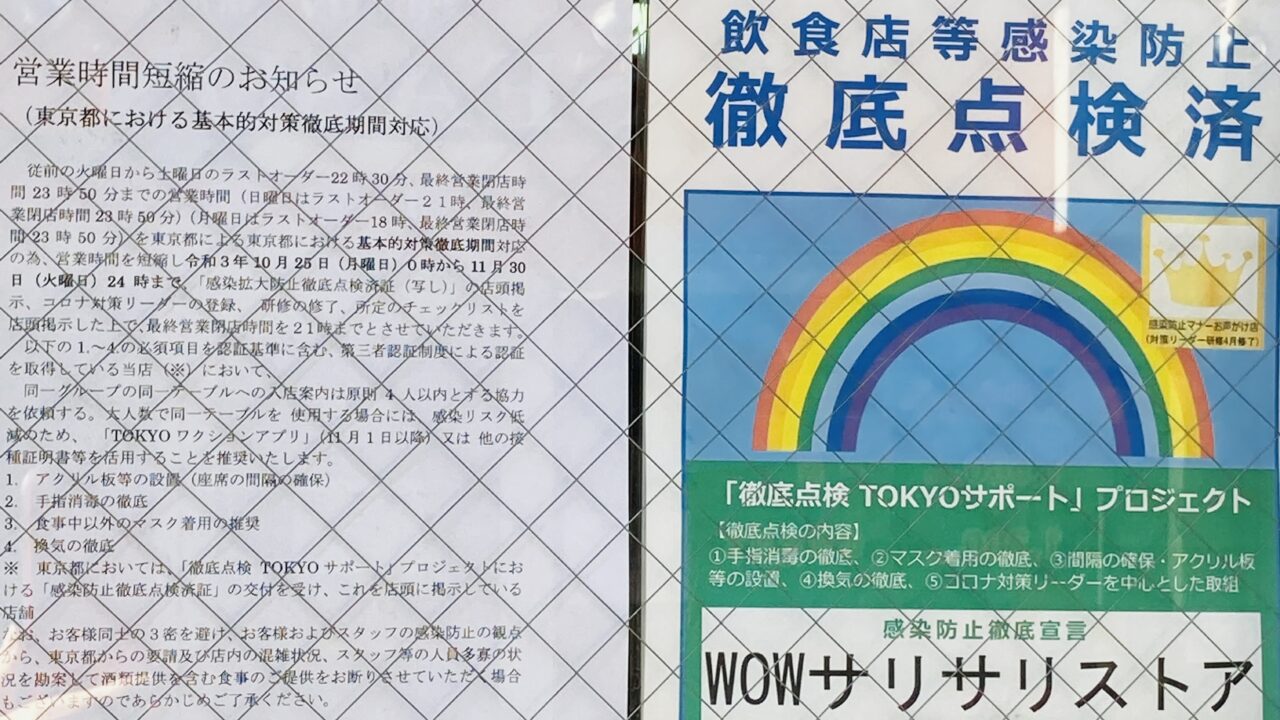 営業時間短縮のお知らせ
（東京都における基本的対策徹底期間対応）
従前の火曜日から土曜日のラストオーダー22時30分、最終営業閉店時
間 23 時 50 分までの営業時間（日曜日はラストオーダー２１時、最終営
業閉店時間 23 時 50 分）（月曜日はラストオーダー18 時、最終営業閉店時
間 23 時 50 分）を東京都による東京都における基本的対策徹底期間対応
の為、営業時間を短縮し令和 3 年 10 月 25 日（月曜日）０時から 11 月 30
日（火曜日）24 時まで、「感染拡大防止徹底点検済証（写し）」の店頭掲
示、コロナ対策リーダーの登録、 研修の修了、所定のチェックリストを
店頭掲示した上で、最終営業閉店時間を２１時までとさせていただきます。
以下の 1.～4.の必須項目を認証基準に含む、第三者認証制度による認証
を取得している当店（※）において、
同一グループの同一テーブルへの入店案内は原則 4 人以内とする協力
を依頼する。大人数で同一テーブルを 使用する場合には、感染リスク低
減のため、 「TOKYO ワクションアプリ」（11 月 1 日以降）又は 他の接
種証明書等を活用することを推奨いたします。
1. アクリル板等の設置（座席の間隔の確保）
2. 手指消毒の徹底
3. 食事中以外のマスク着用の推奨
4. 換気の徹底
※ 東京都においては、「徹底点検 TOKYO サポート」プロジェクトにお
ける「感染防止徹底点検済証」の交付を受け、これを店頭に掲示している
店舗
なお、お客様同士の３密を避け、お客様およびスタッフの感染防止の観点
から、東京都からの要請及び店内の混雑状況、スタッフ等の人員多寡の状
況を勘案して酒類提供を含む食事のご提供をお断りさせていただく場合
もございますのであらかじめご了承ください。
飲食店等感染防止
徹底点検済
感染防止マナーお声がけ店
（対策リーダー研修4月修了）
「徹底点検 TOKYOサポート」プロジェクト
【徹底点検の内容】
①手指消毒の徹底、②マスク着用の徹底、③間隔の確保・アクリル板
等の設置、④換気の徹底、⑤コロナ対策リーダーを中心とした取組
感染防止徹底宣言
WOWサリサリストア